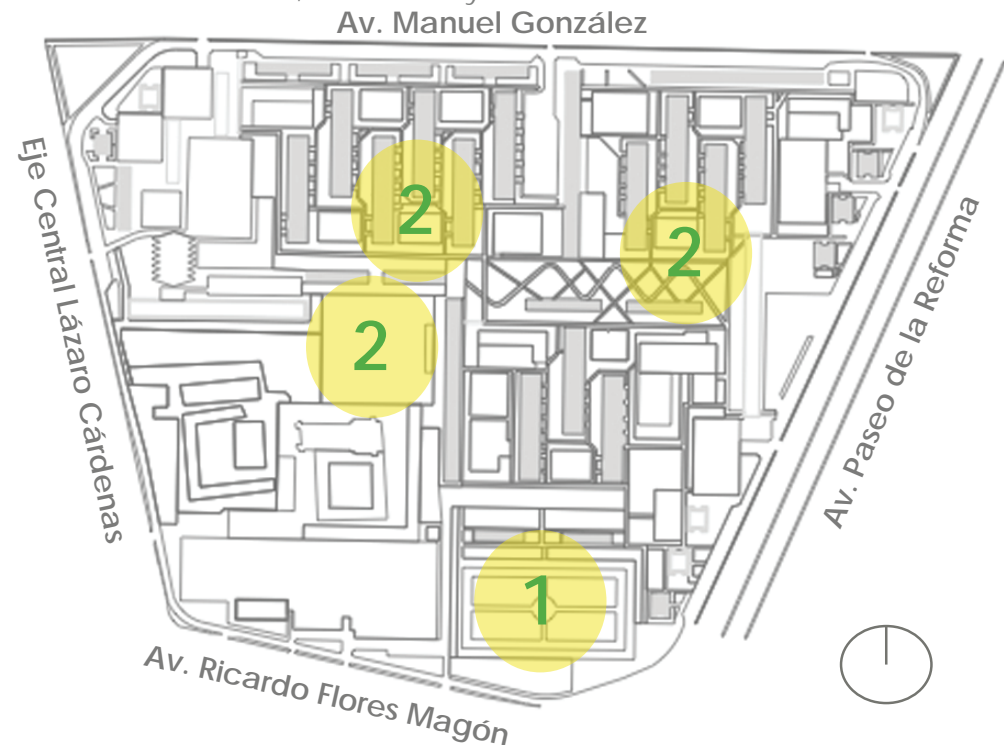 Av. Manuel González
Eje Central Lázaro Cárdenas
2
2
2
Av. Paseo de la Reforma
1
Av. Ricardo Flores Magón